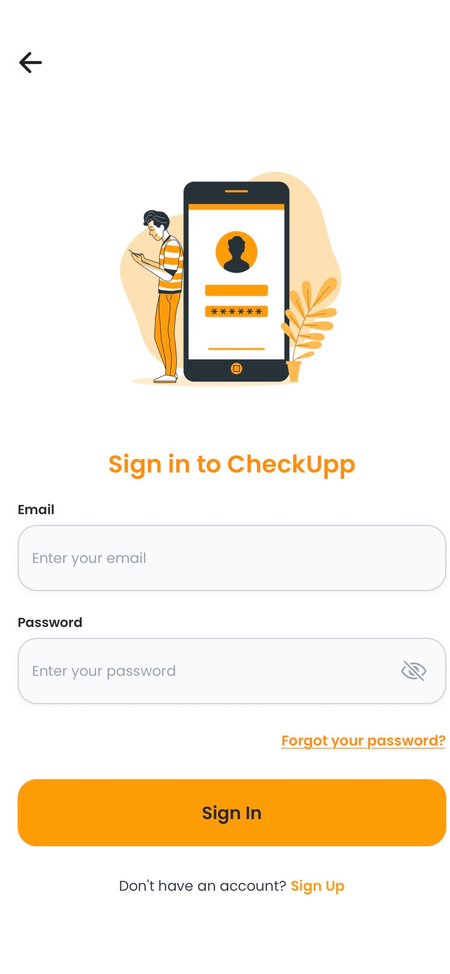 ******
Sign in to CheckUpp
Email
Enter your email
Password
Enter your password
Forgot your password?
Sign In
Don't have an account? Sign Up